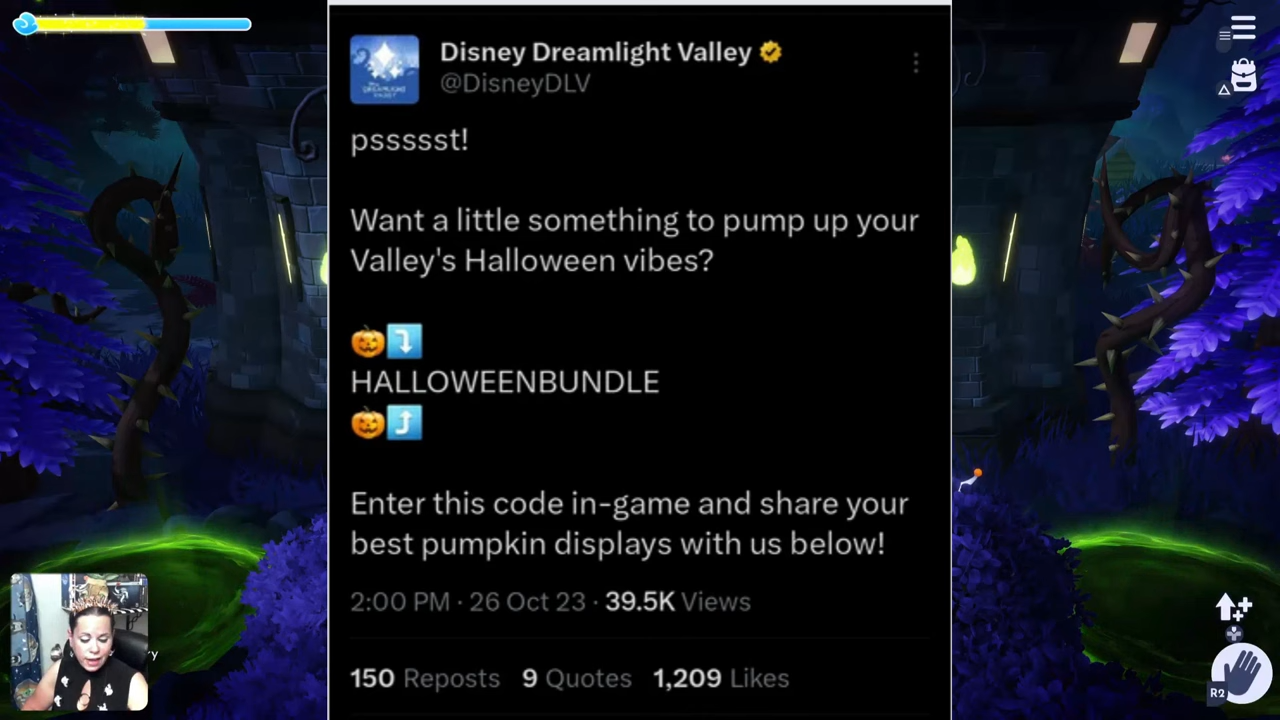 Disney Dreamlight Valley
@DisneyDLV
pssssst!
Want a little something to pump up your
Valley's Halloween vibes?
🎃⤵️
HALLOWEENBUNDLE
🎃⤴️
Enter this code in-game and share your
best pumpkin displays with us below!
2:00 PM · 26 Oct 23 · 39.5K Views
150 Reposts 9 Quotes 1,209 Likes
R2